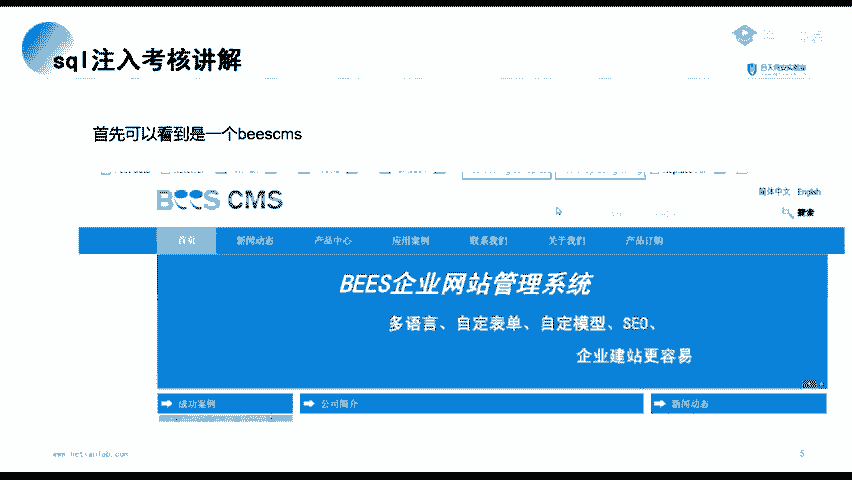 sql注入考核讲解
首先可以看到是一个beescms
BEES CMS
简体中文 English
搜索
首页 新闻动态 产品中心 应用案例 联系我们 关于我们 产品订购
BEES企业网站管理系统
多语言、自定表单、自定模型、SEO、
企业建站更容易
成功案例 公司简介 新闻动态
5